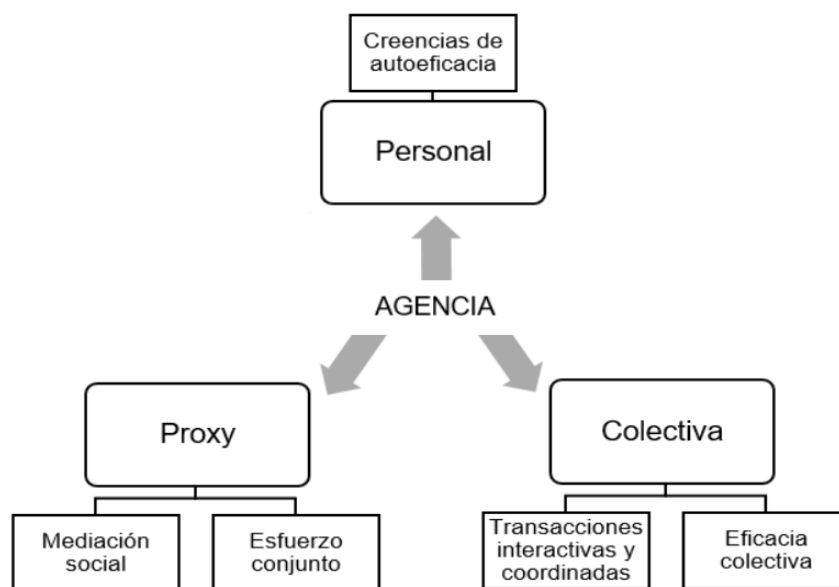 Creencias de
autoeficacia
Personal
AGENCIA
Proxy
Colectiva
Mediación
social
Esfuerzo
conjunto
Transacciones
interactivas y
coordinadas
Eficacia
colectiva